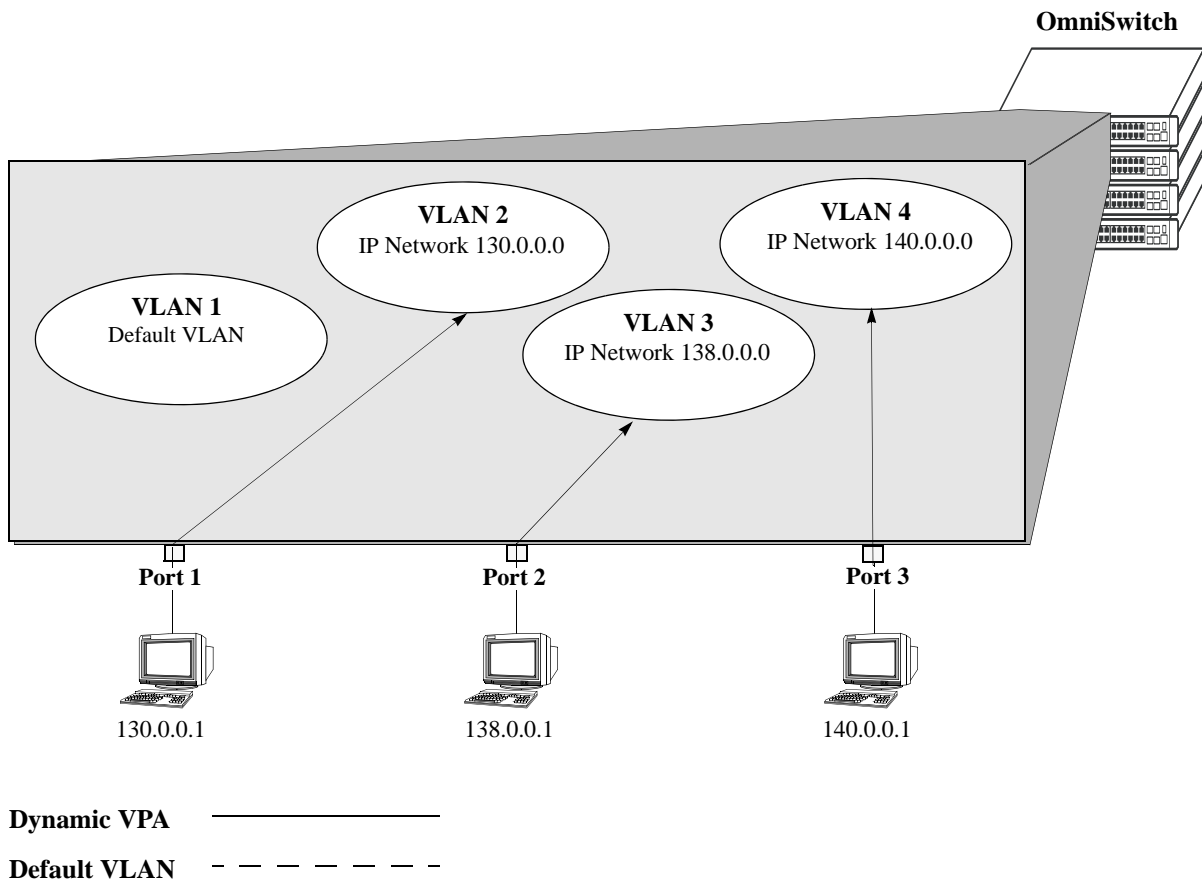 OmniSwitch
VLAN 2
IP Network 130.0.0.0
VLAN 4
IP Network 140.0.0.0
VLAN 1
Default VLAN
VLAN 3
IP Network 138.0.0.0
Port 1
Port 2
Port 3
130.0.0.1
138.0.0.1
140.0.0.1
Dynamic VPA
Default VLAN